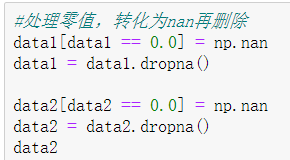 #处理零值，转化为nan再删除
data1[data1 == 0.0] = np.nan
data1 = data1.dropna()
data2[data2 == 0.0] = np.nan
data2 = data2.dropna()
data2